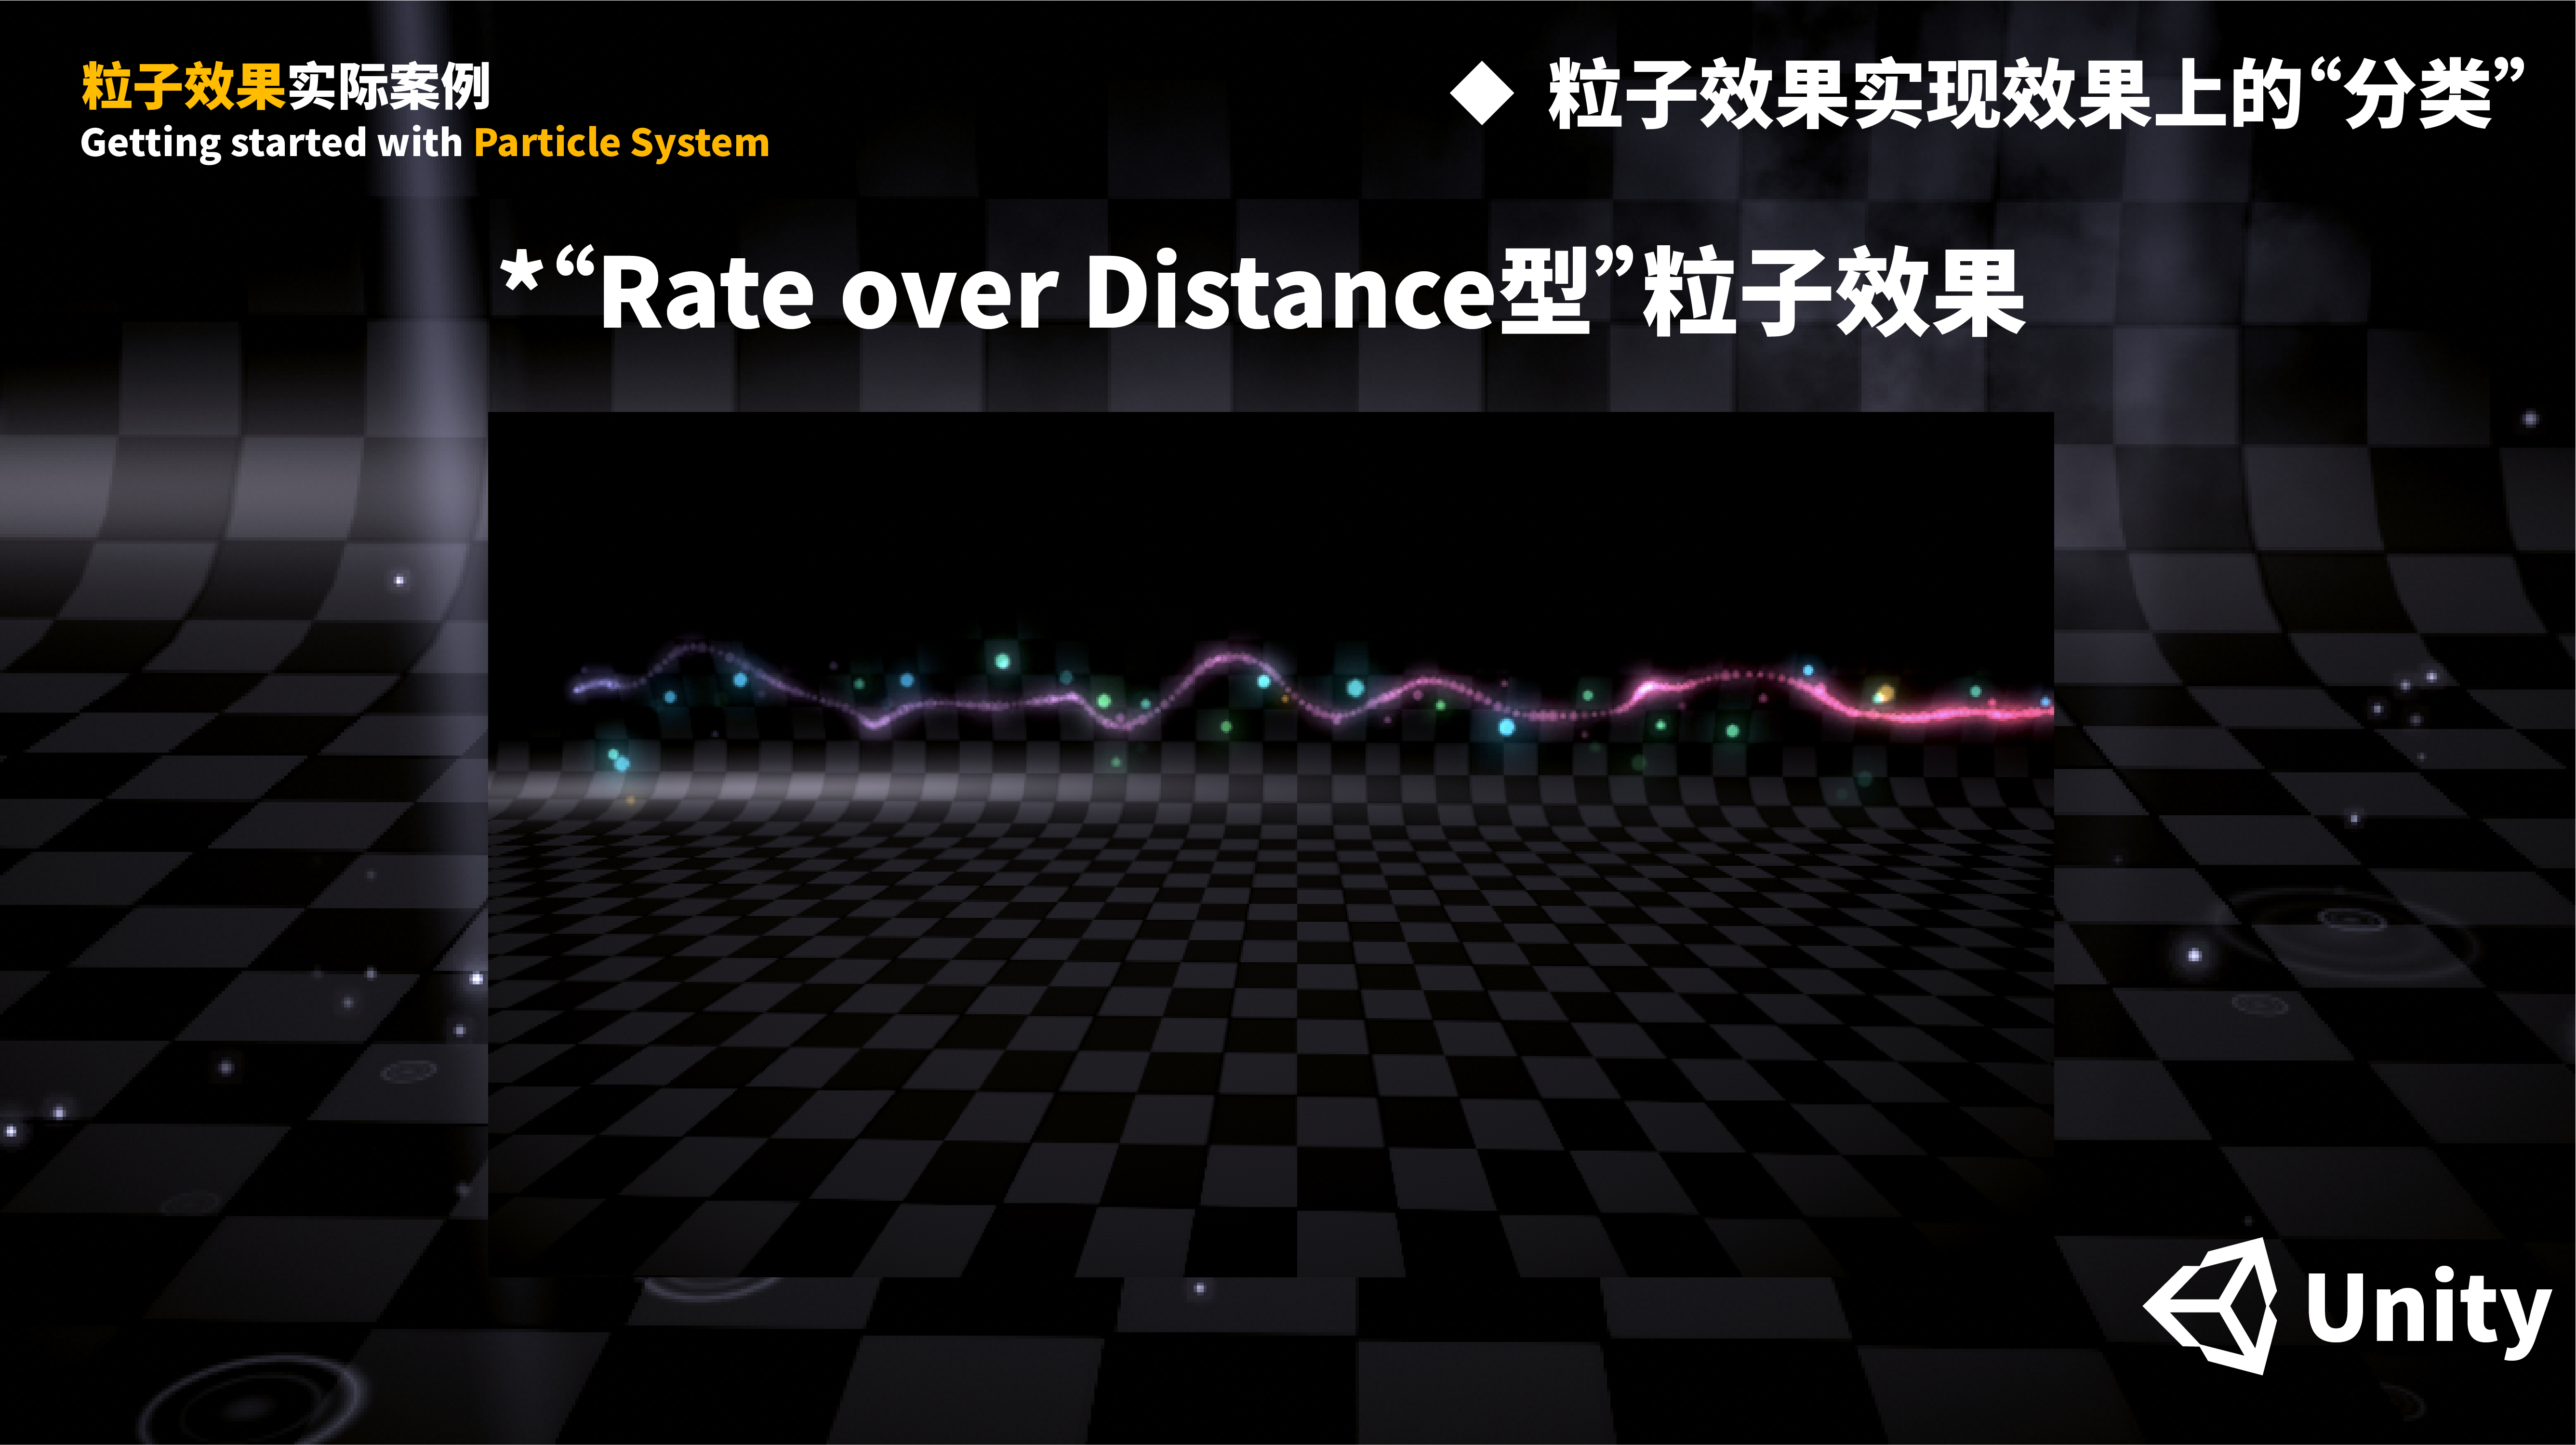 粒子效果实际案例
Getting started with Particle System
◆ 粒子效果实现效果上的“分类”
*“Rate over Distance型”粒子效果
Unity